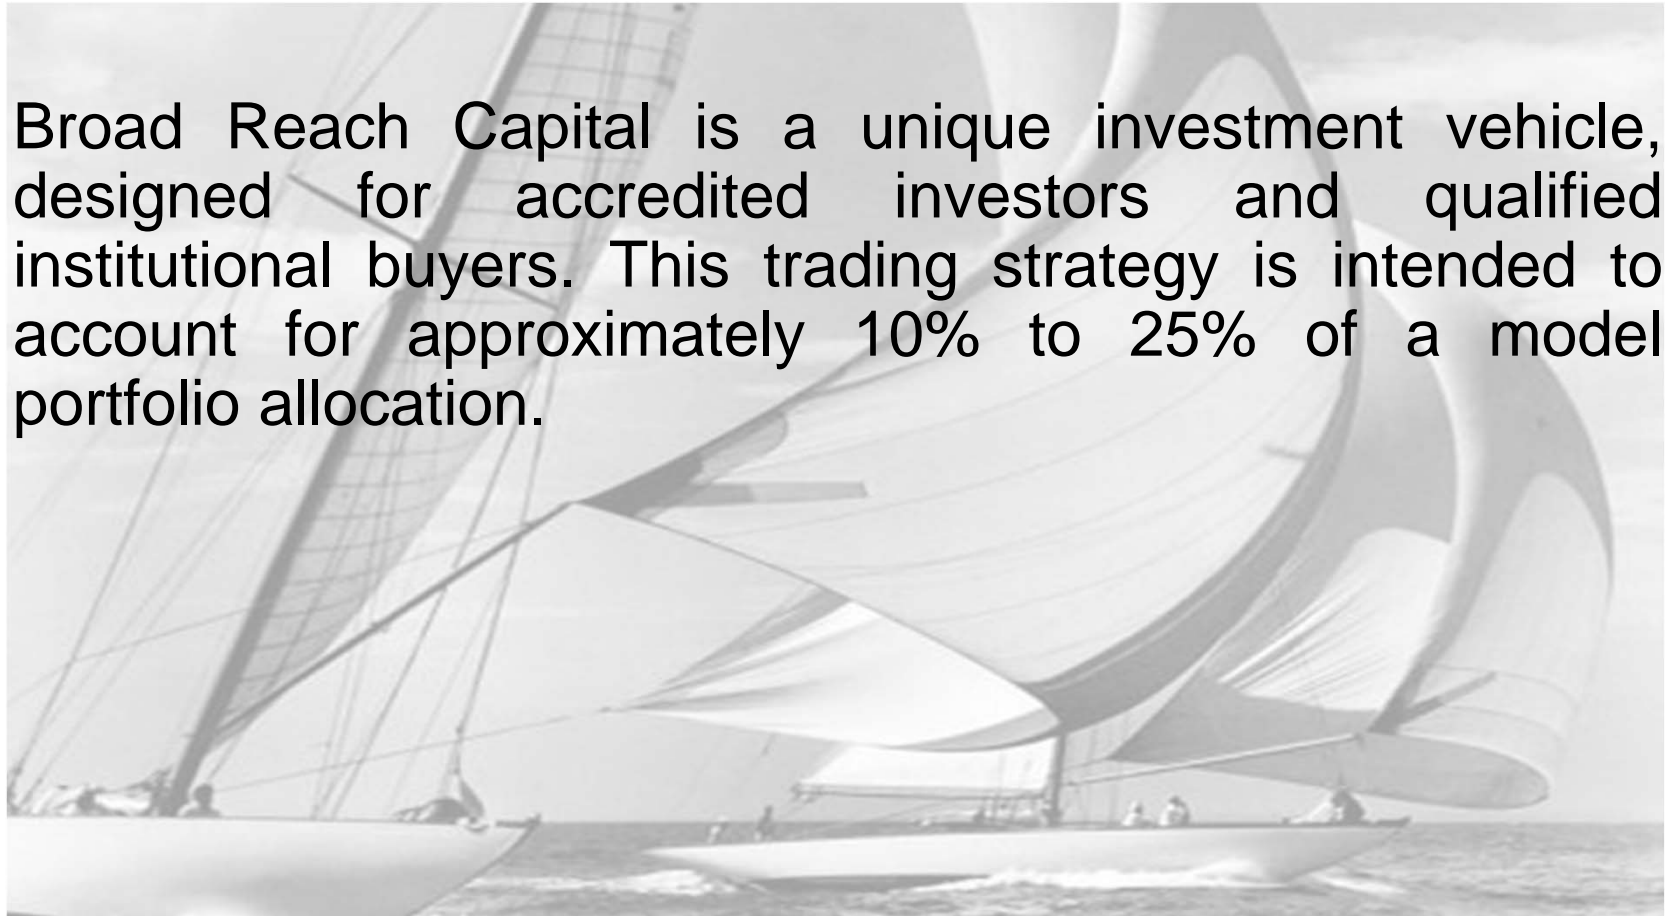 Broad Reach Capital is a unique investment vehicle,
designed for accredited investors and qualified
institutional buyers. This trading strategy is intended to
account for approximately 10% to 25% of a model
portfolio allocation.